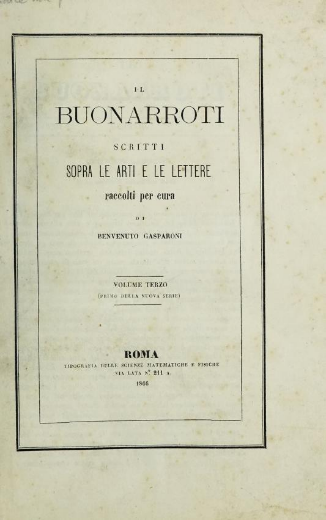 IL
BUONARROTI
SCRITTI
SOPRA LE ARTI E LE LETTERE
raccolti per cura
DI
BENVENUTO GASPARONI
VOLUME TERZO
(PRIMO DELLA NUOVA SERIE)
ROMA
TIPOGRAFIA DELLE SCIENZE MATEMATICHE E FISICHE
VIA LATA N.° 211 A.
1868